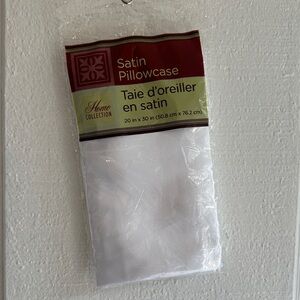 Satin
Pillowcase
Taie d'oreiller
en satin
Home
COLLECTION
20 in x 30 in (50.8 cm x 76.2 cm)